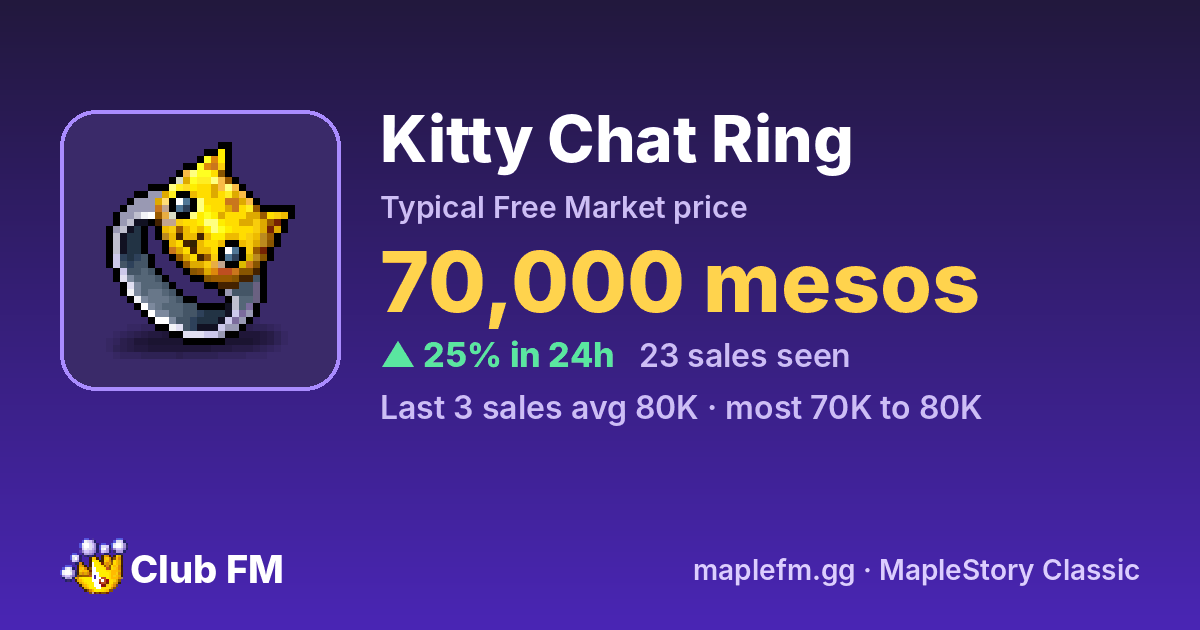 Kitty Chat Ring
Typical Free Market price
70,000 mesos
▲ 25% in 24h 23 sales seen
Last 3 sales avg 80K · most 70K to 80K
Club FM
maplefm.gg · MapleStory Classic